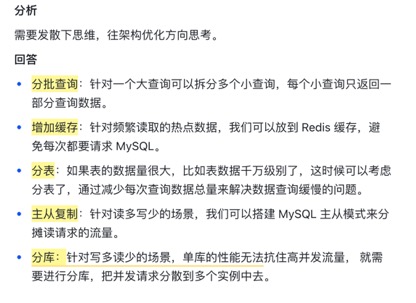 分析
需要发散下思维，往架构优化方向思考。
回答
分批查询：针对一个大查询可以拆分多个小查询，每个小查询只返回一
部分查询数据。
增加缓存：针对频繁读取的热点数据，我们可以放到 Redis 缓存，避
免每次都要请求 MySQL。
分表：如果表的数据量很大，比如表数据千万级别了，这时候可以考虑
分表了，通过减少每次查询数据总量来解决数据查询缓慢的问题。
主从复制：针对读多写少的场景，我们可以搭建 MySQL 主从模式来分
摊读请求的流量。
分库：针对写多读少的场景，单库的性能无法抗住高并发流量， 就需
要进行分库，把并发请求分散到多个实例中去。